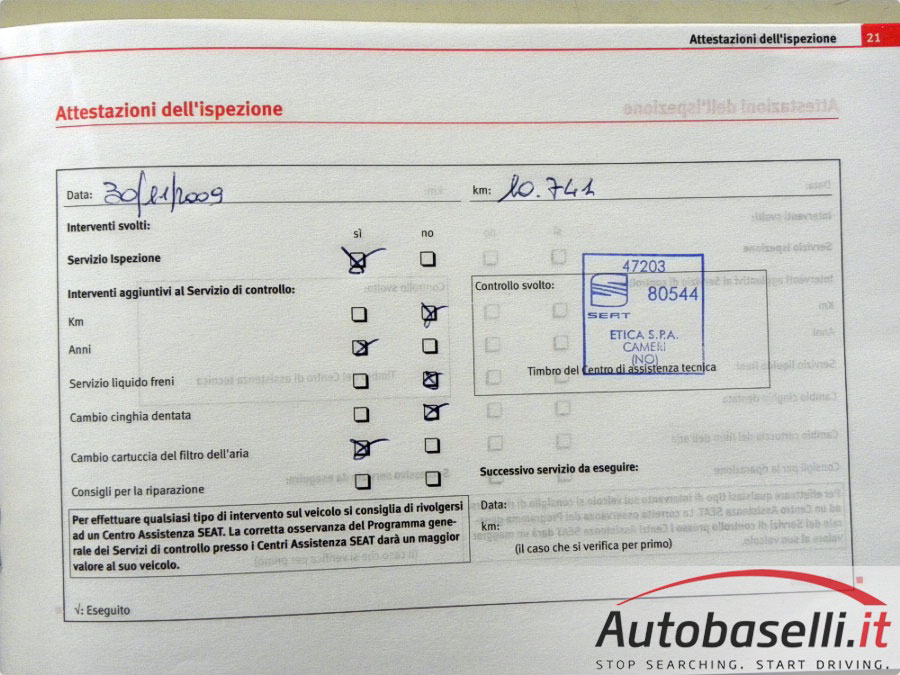 Attestazioni dell'ispezione 21
Attestazioni dell'ispezione
Data: 30/11/2009
km: 10.741
Interventi svolti:
sì no
Servizio Ispezione
Interventi aggiuntivi al Servizio di controllo:
Km
Anni
Servizio liquido freni
Cambio cinghia dentata
Cambio cartuccia del filtro dell'aria
Consigli per la riparazione
Per effettuare qualsiasi tipo di intervento sul veicolo si consiglia di rivolgersi
ad un Centro Assistenza SEAT. La corretta osservanza del Programma gene-
rale dei Servizi di controllo presso i Centri Assistenza SEAT darà un maggior
valore al suo veicolo.
√: Eseguito
Controllo svolto:
47203
80544
SEAT
ETICA S.P.A.
CAMERI
(NO)
Timbro del Centro di assistenza tecnica
Successivo servizio da eseguire:
Data:
km:
(il caso che si verifica per primo)
Autobaselli.it
STOP SEARCHING. START DRIVING.